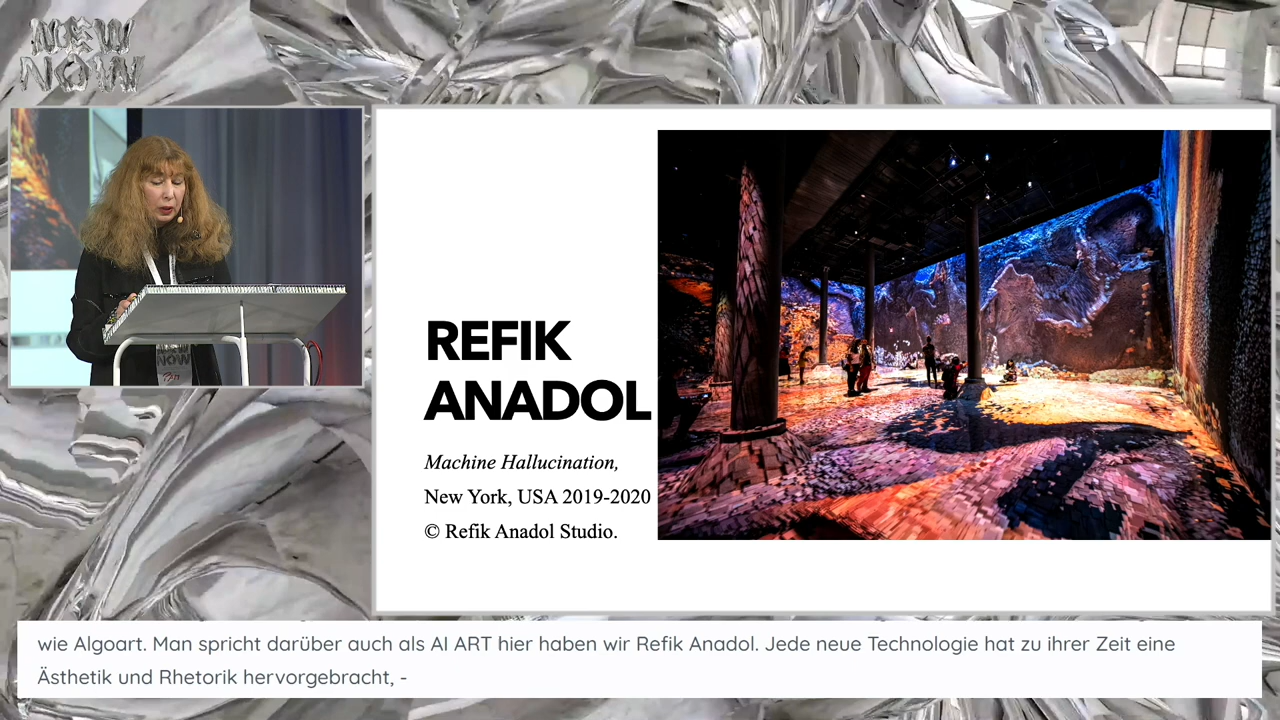 NEW
NOW
NEW
NOW
REFIK
ANADOL
Machine Hallucination,
New York, USA 2019-2020
© Refik Anadol Studio.
wie Algoart. Man spricht darüber auch als AI ART hier haben wir Refik Anadol. Jede neue Technologie hat zu ihrer Zeit eine
Ästhetik und Rhetorik hervorgebracht, -